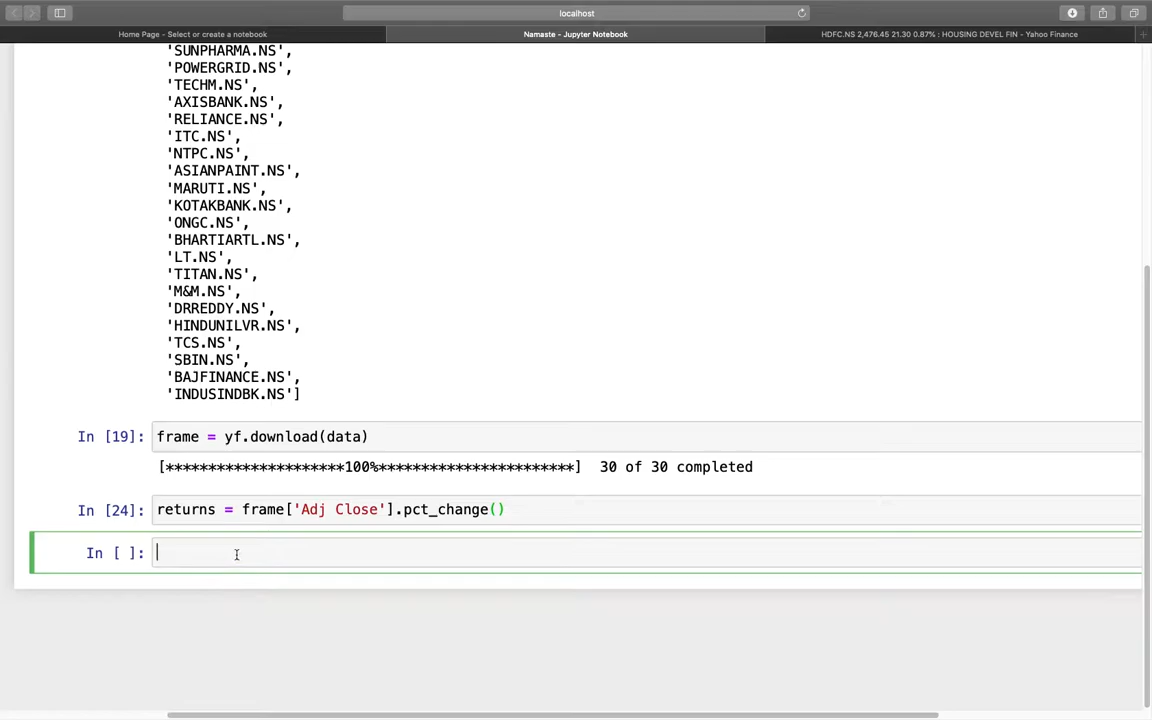 localhost
Home Page - Select or create a notebook
Namaste - Jupyter Notebook
HDFC.NS 2,476.45 21.30 0.87% : HOUSING DEVEL FIN - Yahoo Finance
'SUNPHARMA.NS',
'POWERGRID.NS',
'TECHM.NS',
'AXISBANK.NS',
'RELIANCE.NS',
'ITC.NS',
'NTPC.NS',
'ASIANPAINT.NS',
'MARUTI.NS',
'KOTAKBANK.NS',
'ONGC.NS',
'BHARTIARTL.NS',
'LT.NS',
'TITAN.NS',
'M&M.NS',
'DRREDDY.NS',
'HINDUNILVR.NS',
'TCS.NS',
'SBIN.NS',
'BAJFINANCE.NS',
'INDUSINDBK.NS']
In [19]: frame = yf.download(data)
[*********************100%***********************]  30 of 30 completed
In [24]: returns = frame['Adj Close'].pct_change()
In [ ]: